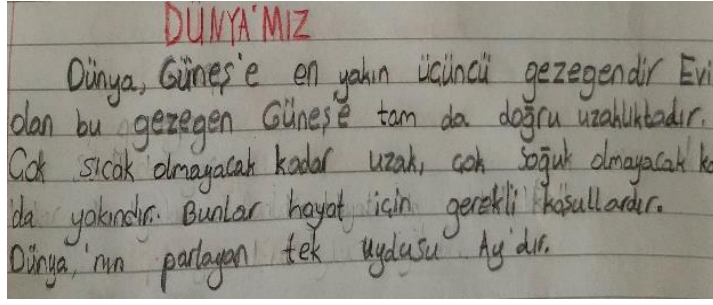 DÜNYA'MIZ
Dünya, Güneş'e en yakın üçüncü gezegendir Evi
olan bu gezegen Güneş'e tam da doğru uzaklıktadır.
Çok sıcak olmayacak kadar uzak, çok soğuk olmayacak ka
da yakındır. Bunlar hayat için gerekli koşullardır.
Dünya,'nın parlayan tek uydusu Ay'dır.